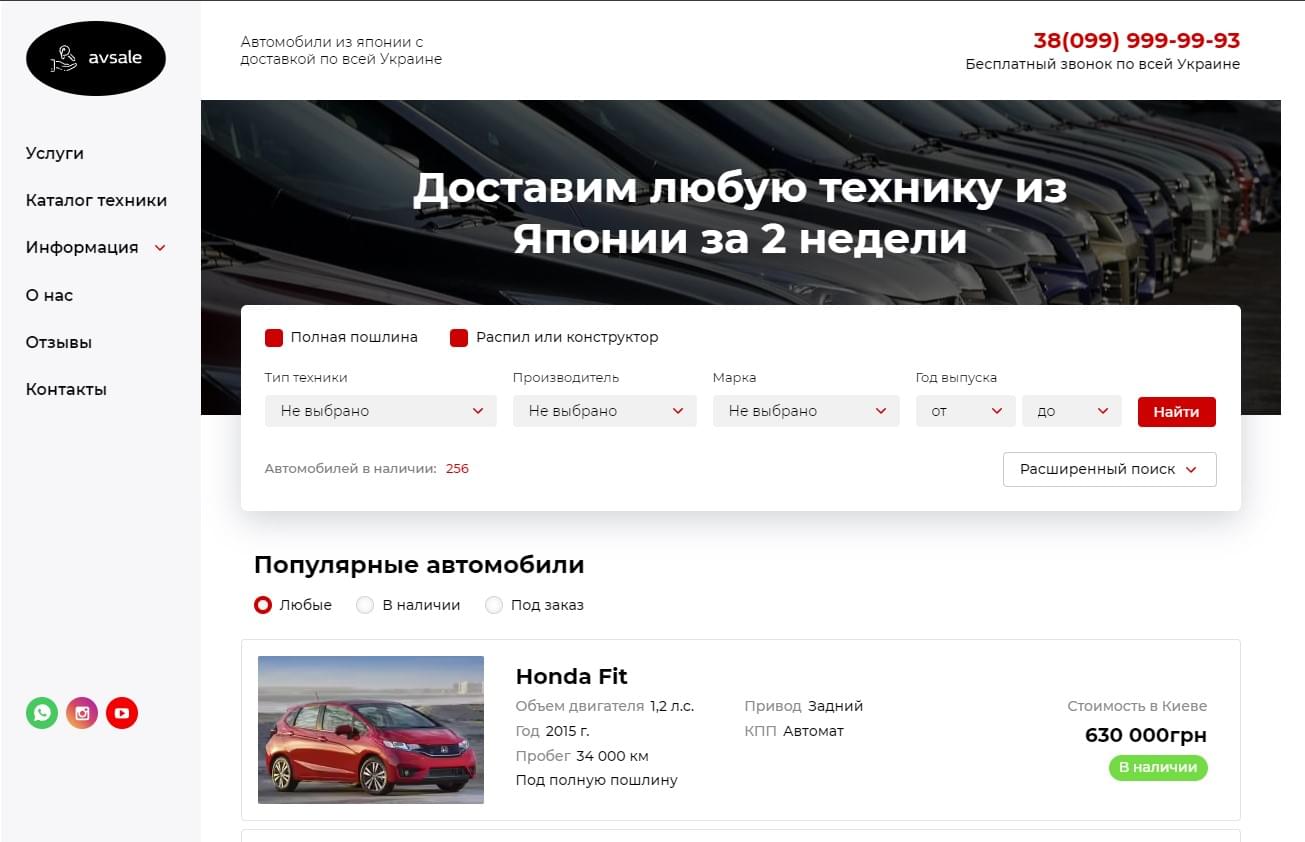 avsale
Автомобили из японии с
доставкой по всей Украине
38(099) 999-99-93
Бесплатный звонок по всей Украине
Услуги
Каталог техники
Информация
О нас
Отзывы
Контакты
Доставим любую технику из
Японии за 2 недели
Полная пошлина Распил или конструктор
Тип техники Производитель Марка Год выпуска
Не выбрано Не выбрано Не выбрано от до Найти
Автомобилей в наличии: 256 Расширенный поиск
Популярные автомобили
Любые В наличии Под заказ
Honda Fit
Объем двигателя 1,2 л.с. Привод Задний
Год 2015 г. КПП Автомат
Пробег 34 000 км
Под полную пошлину
Стоимость в Киеве
630 000грн
В наличии